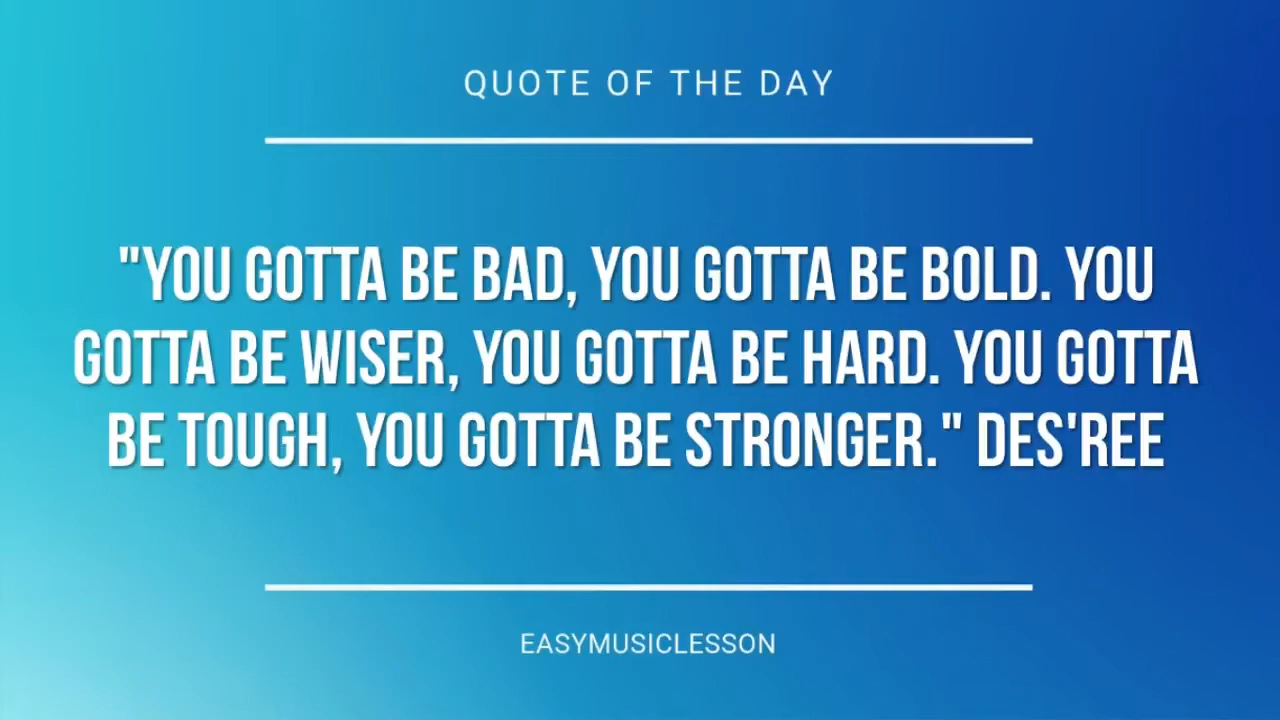 QUOTE OF THE DAY
"YOU GOTTA BE BAD, YOU GOTTA BE BOLD. YOU
GOTTA BE WISER, YOU GOTTA BE HARD. YOU GOTTA
BE TOUGH, YOU GOTTA BE STRONGER." DES'REE
EASYMUSICLESSON